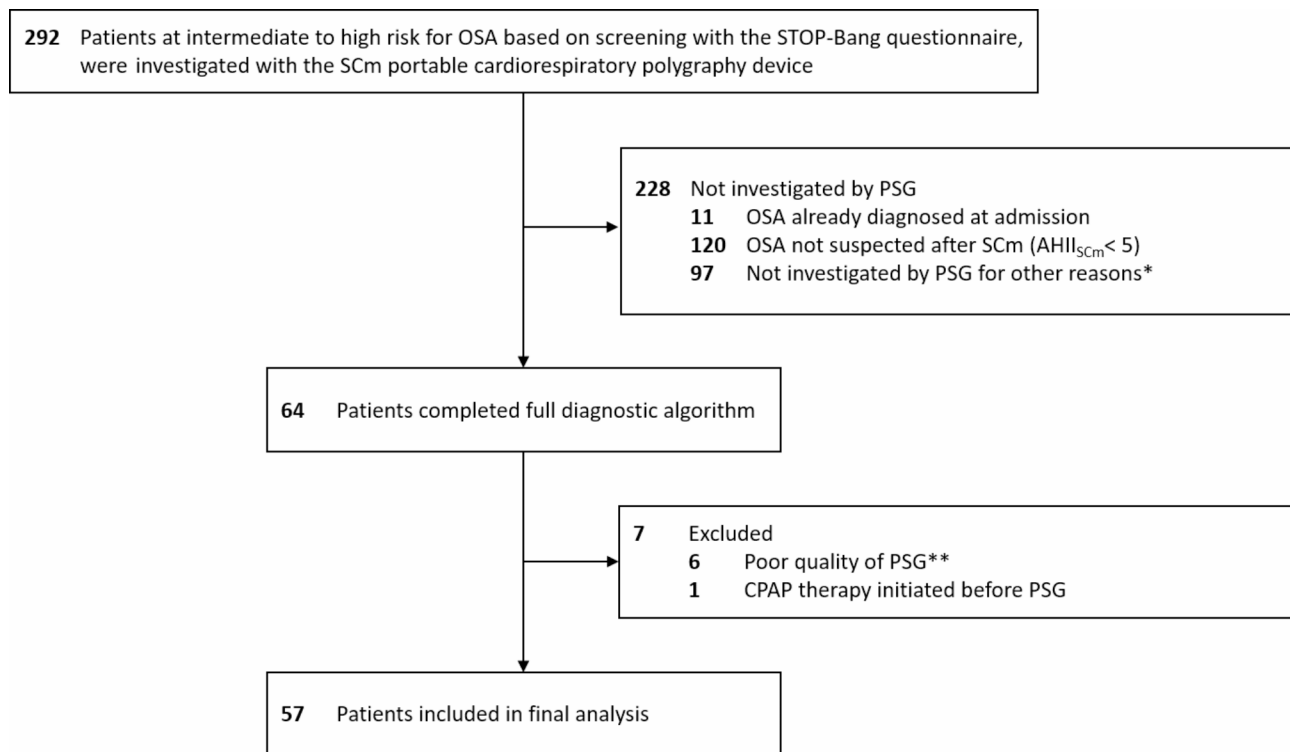 292 Patients at intermediate to high risk for OSA based on screening with the STOP-Bang questionnaire,
were investigated with the SCm portable cardiorespiratory polygraphy device
228 Not investigated by PSG
11 OSA already diagnosed at admission
120 OSA not suspected after SCm (AHII_SCm< 5)
97 Not investigated by PSG for other reasons*
64 Patients completed full diagnostic algorithm
7 Excluded
6 Poor quality of PSG**
1 CPAP therapy initiated before PSG
57 Patients included in final analysis